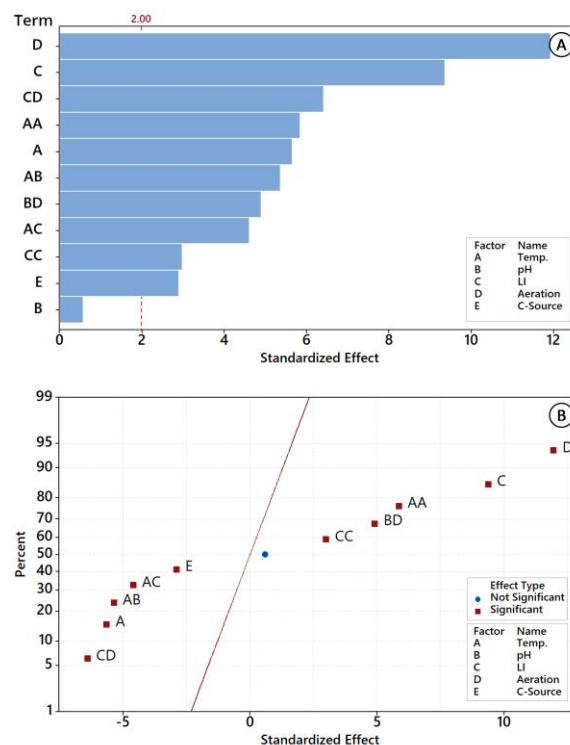 Term
2.00
A
D
C
CD
AA
A
AB
BD
AC
CC
E
B
Factor Name
A Temp.
B pH
C LI
D Aeration
E C-Source
0 2 4 6 8 10 12
Standardized Effect
99
B
95
90
80
70
60
50
40
30
20
10
5
1
Percent
D
C
AA
BD
CC
E
AC
AB
A
CD
Effect Type
Not Significant
Significant
Factor Name
A Temp.
B pH
C LI
D Aeration
E C-Source
-5 0 5 10
Standardized Effect